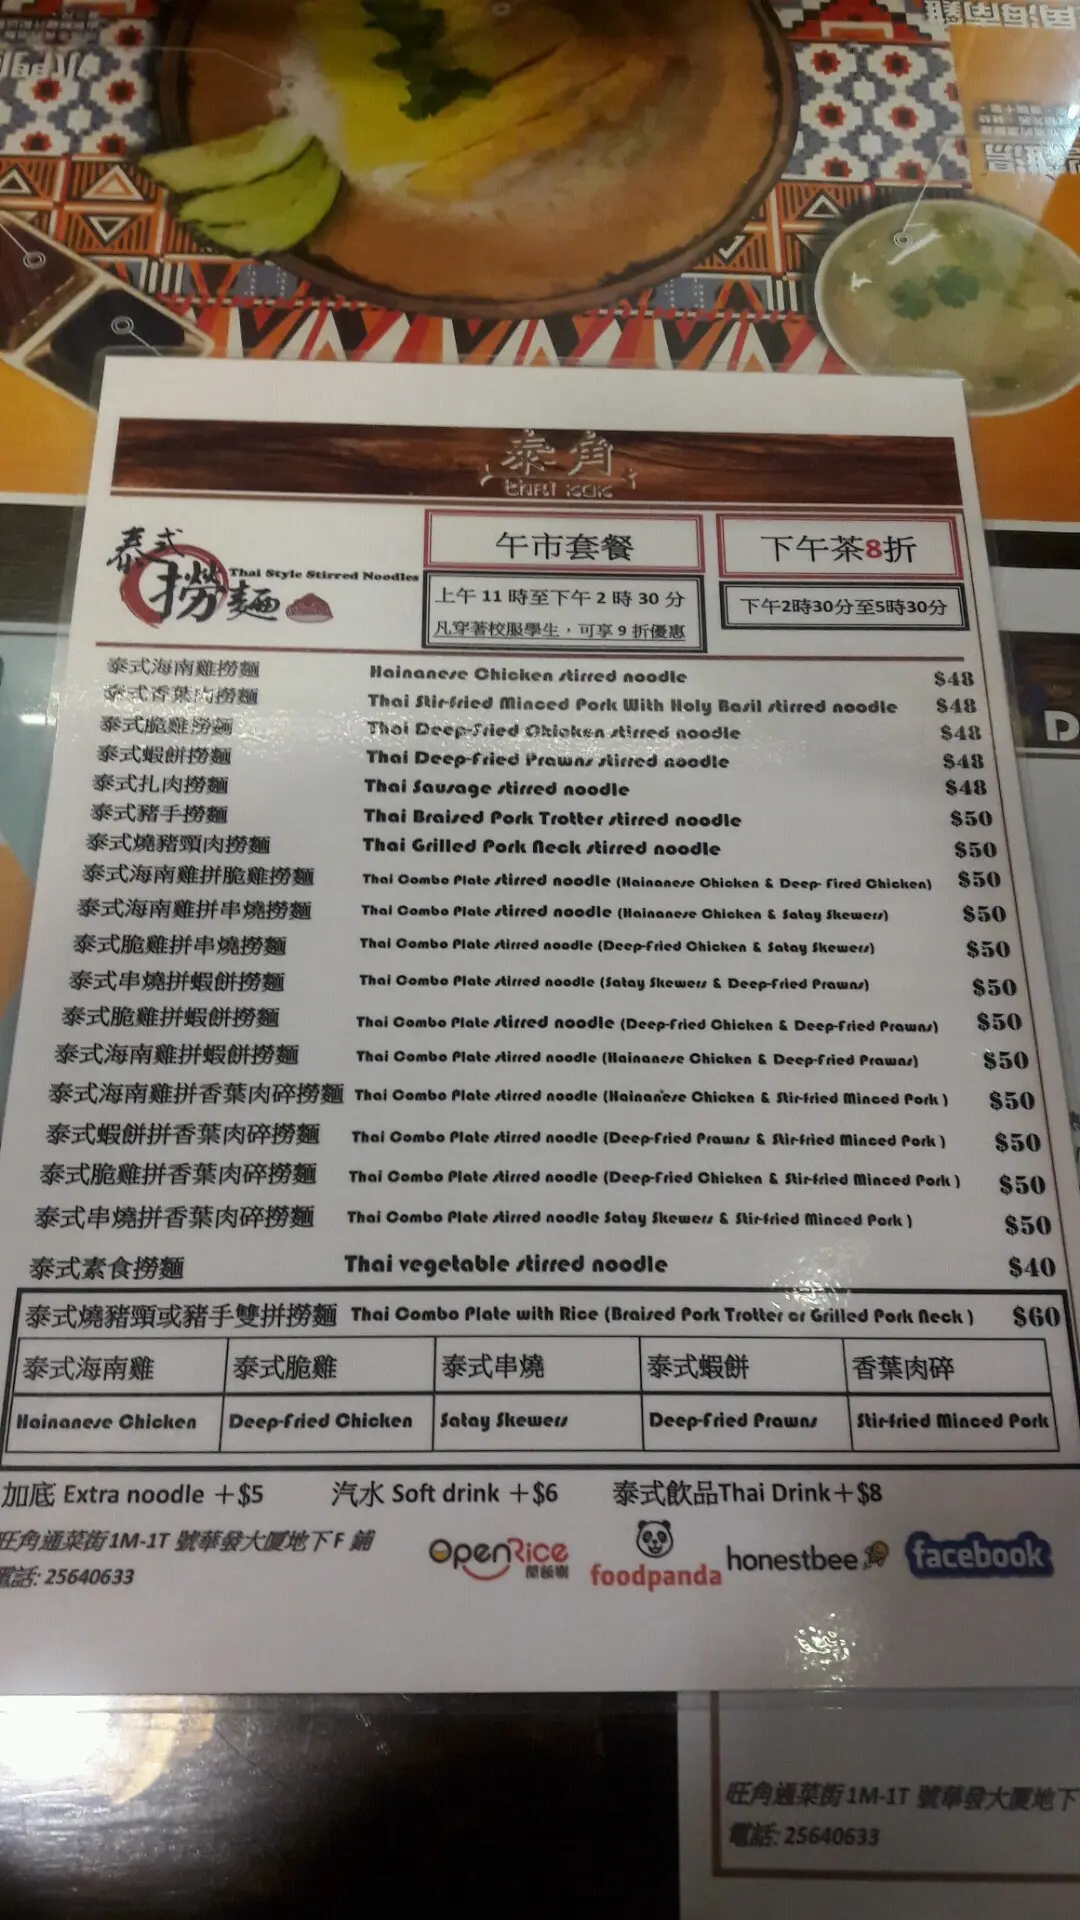 泰角
THAI KOK
泰式撈麵
Thai Style Stirred Noodles
午市套餐
上午 11 時至下午 2 時 30 分
凡穿著校服學生，可享 9 折優惠
下午茶8折
下午2時30分至5時30分
泰式海南雞撈麵 Hainanese Chicken stirred noodle $48
泰式香葉肉撈麵 Thai Stir-fried Minced Pork With Holy Basil stirred noodle $48
泰式脆雞撈麵 Thai Deep-Fried Chicken stirred noodle $48
泰式蝦餅撈麵 Thai Deep-Fried Prawns stirred noodle $48
泰式扎肉撈麵 Thai Sausage stirred noodle $48
泰式豬手撈麵 Thai Braised Pork Trotter stirred noodle $50
泰式燒豬頸肉撈麵 Thai Grilled Pork Neck stirred noodle $50
泰式海南雞拼脆雞撈麵 Thai Combo Plate stirred noodle (Hainanese Chicken & Deep- Fired Chicken) $50
泰式海南雞拼串燒撈麵 Thai Combo Plate stirred noodle (Hainanese Chicken & Satay Skewers) $50
泰式脆雞拼串燒撈麵 Thai Combo Plate stirred noodle (Deep-Fried Chicken & Satay Skewers) $50
泰式串燒拼蝦餅撈麵 Thai Combo Plate stirred noodle (Satay Skewers & Deep-Fried Prawns) $50
泰式脆雞拼蝦餅撈麵 Thai Combo Plate stirred noodle (Deep-Fried Chicken & Deep-Fried Prawns) $50
泰式海南雞拼蝦餅撈麵 Thai Combo Plate stirred noodle (Hainanese Chicken & Deep-Fried Prawns) $50
泰式海南雞拼香葉肉碎撈麵 Thai Combo Plate stirred noodle (Hainanese Chicken & Stir-fried Minced Pork ) $50
泰式蝦餅拼香葉肉碎撈麵 Thai Combo Plate stirred noodle (Deep-Fried Prawns & Stir-fried Minced Pork ) $50
泰式脆雞拼香葉肉碎撈麵 Thai Combo Plate stirred noodle (Deep-Fried Chicken & Stir-fried Minced Pork ) $50
泰式串燒拼香葉肉碎撈麵 Thai Combo Plate stirred noodle Satay Skewers & Stir-fried Minced Pork ) $50
泰式素食撈麵 Thai vegetable stirred noodle $40
泰式燒豬頸或豬手雙拼撈麵 Thai Combo Plate with Rice (Braised Pork Trotter or Grilled Pork Neck ) $60
泰式海南雞 泰式脆雞 泰式串燒 泰式蝦餅 香葉肉碎
Hainanese Chicken Deep-Fried Chicken Satay Skewers Deep-Fried Prawns Stir-fried Minced Pork
加底 Extra noodle +$5 汽水 Soft drink +$6 泰式飲品Thai Drink+$8
旺角通菜街 1M-1T 號華發大厦地下 F 鋪
電話: 25640633
OpenRice
開飯喇
foodpanda
honestbee
facebook
旺角通菜街 1M-1T 號華發大厦地下
電話: 25640633